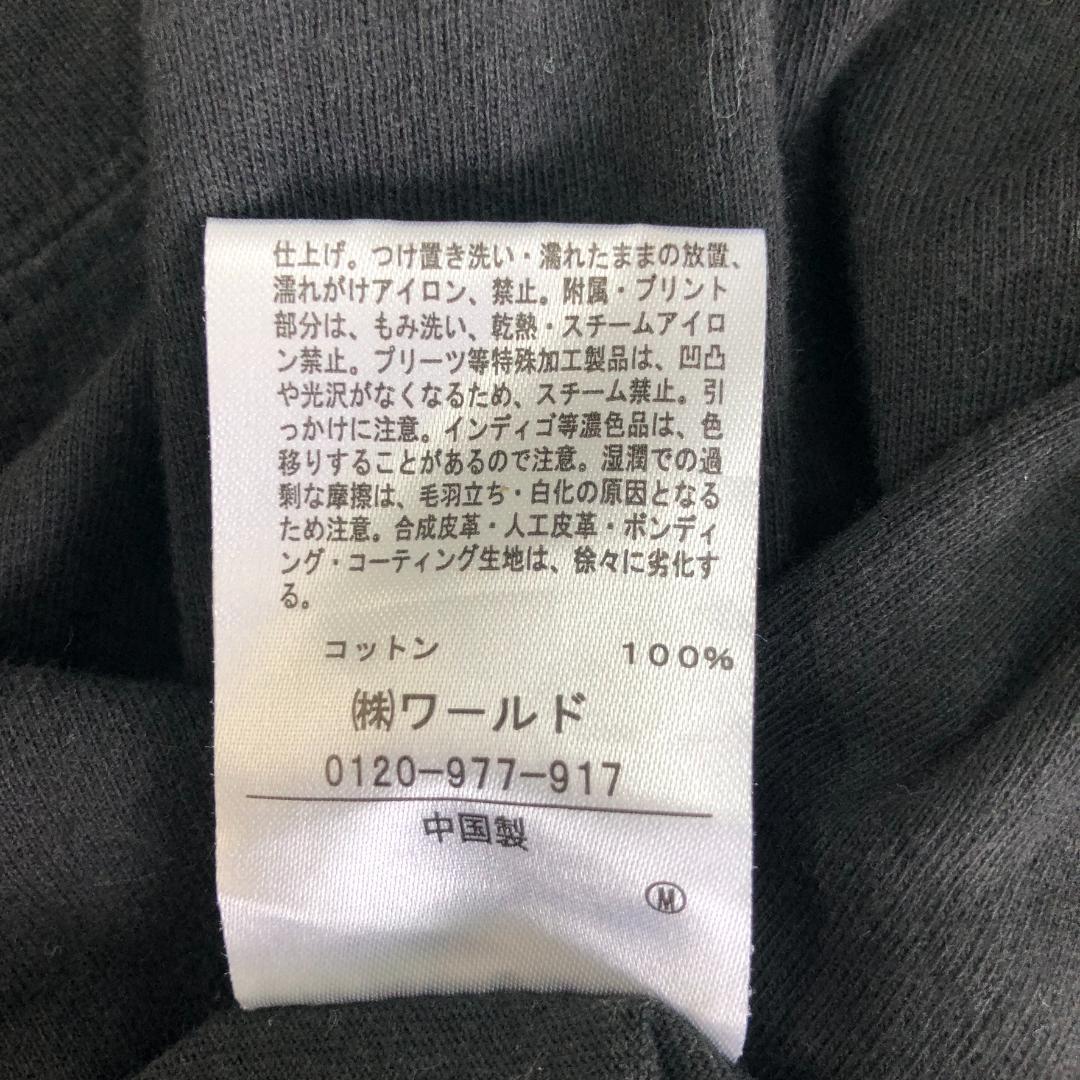 仕上げ。つけ置き洗い・濡れたままの放置、
濡れがけアイロン、禁止。附属・プリント
部分は、もみ洗い、乾熱・スチームアイロ
ン禁止。プリーツ等特殊加工製品は、凹凸
や光沢がなくなるため、スチーム禁止。引
っかけに注意。インディゴ等濃色品は、色
移りすることがあるので注意。湿潤での過
剰な摩擦は、毛羽立ち・白化の原因となる
ため注意。合成皮革・人工皮革・ボンディ
ング・コーティング生地は、徐々に劣化す
る。
コットン 100%
㈱ワールド
0120-977-917
中国製
Ⓜ